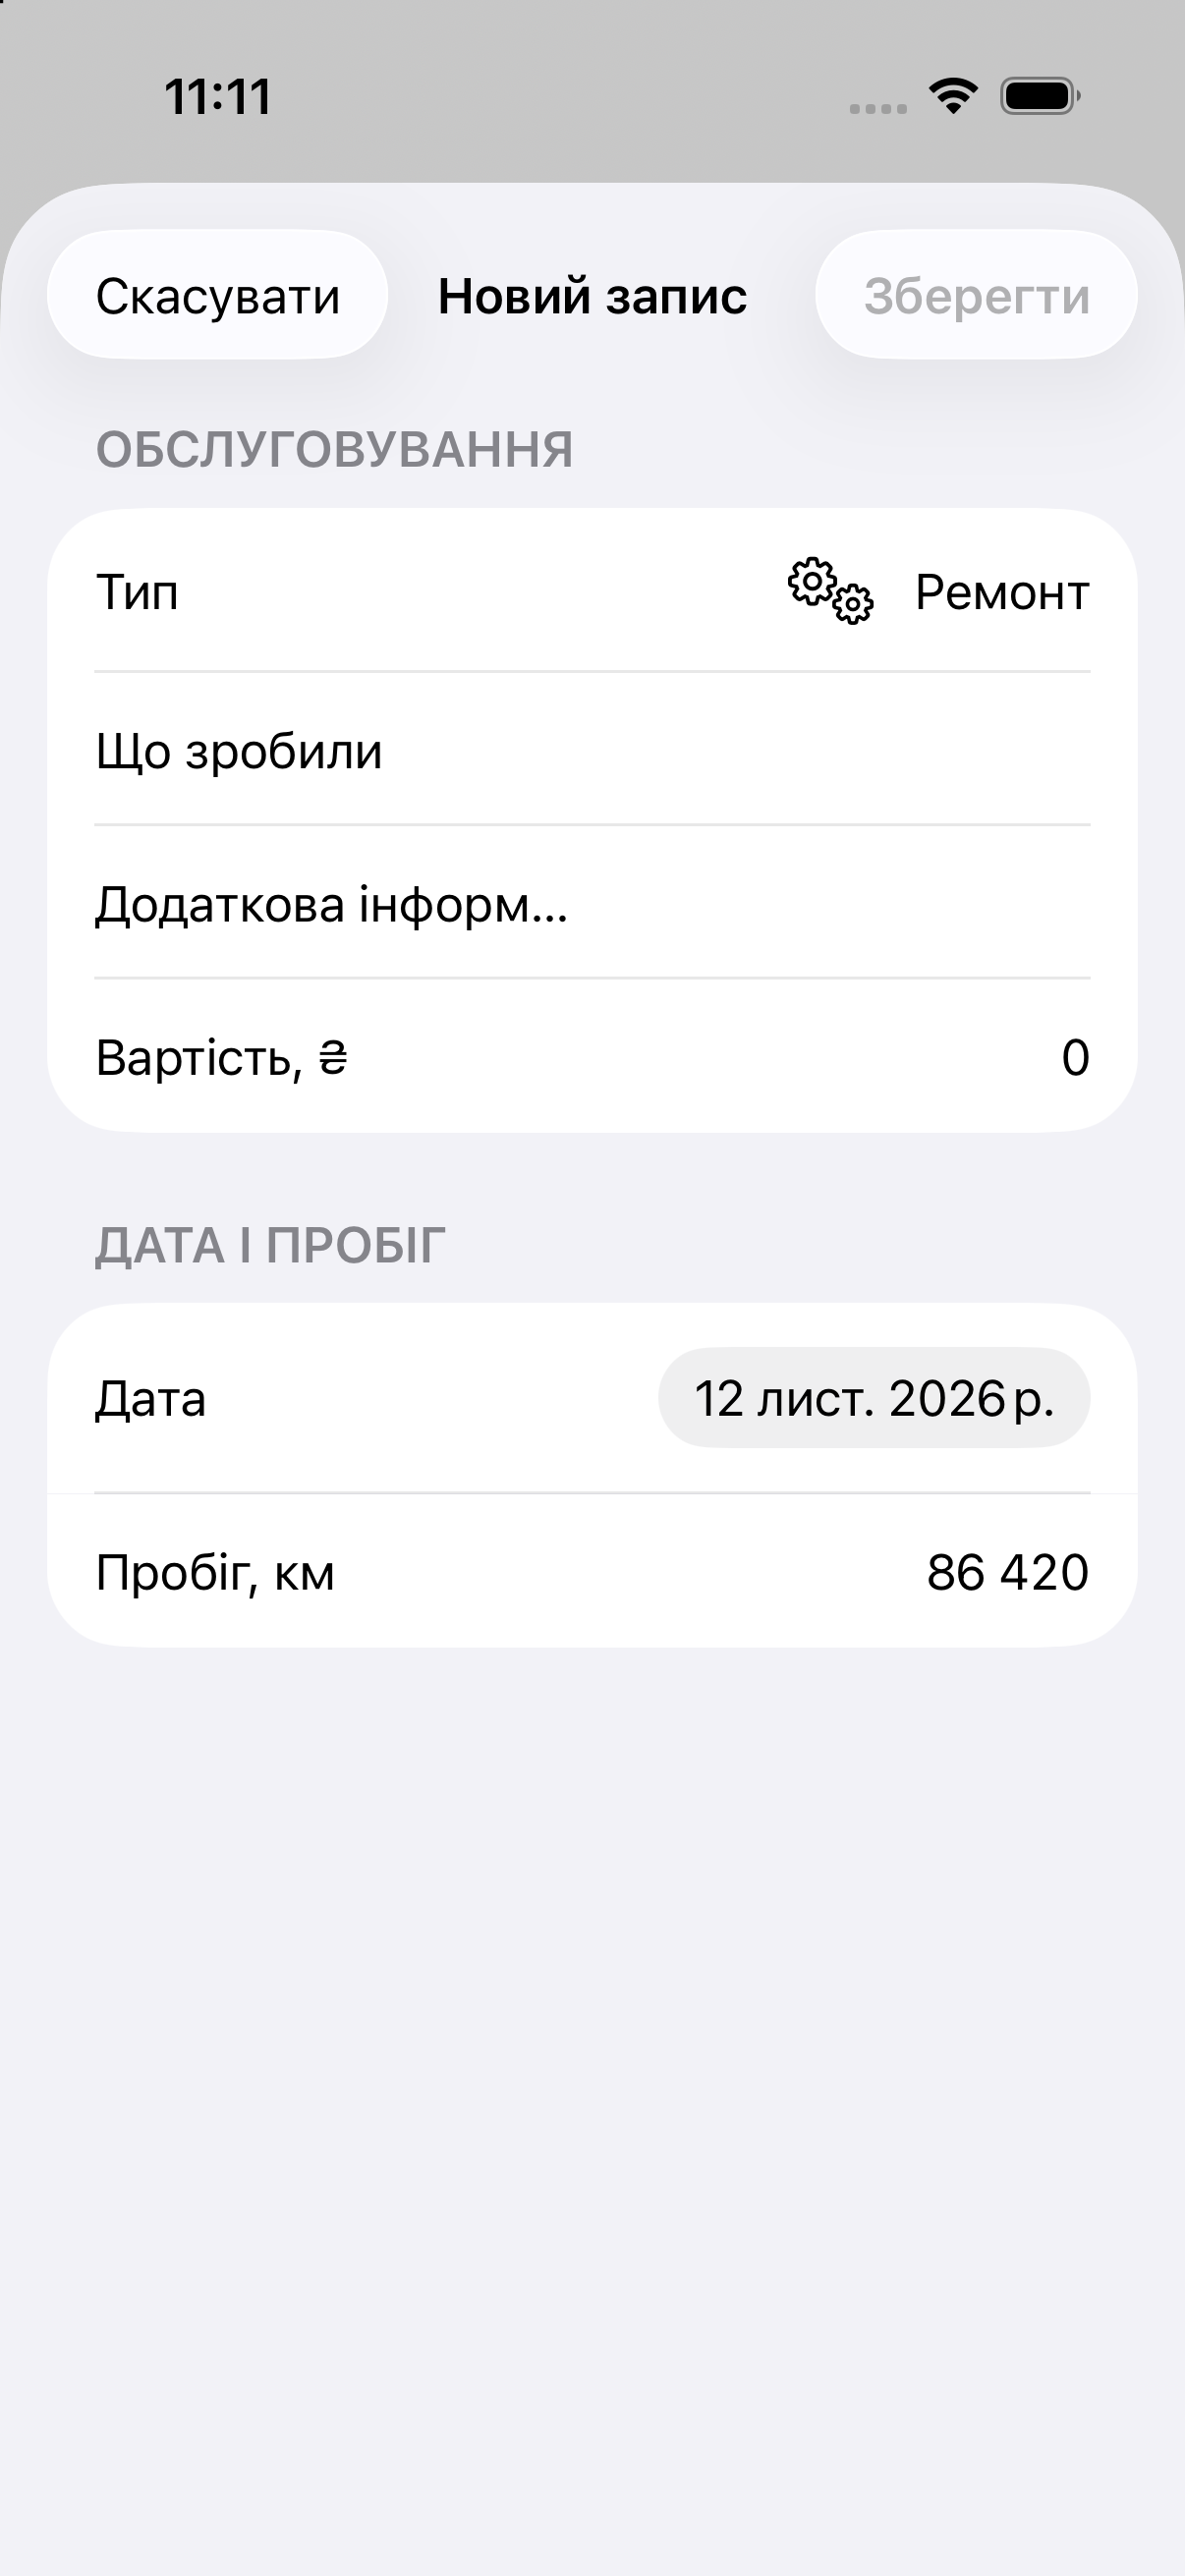 11:11
Скасувати Новий запис Зберегти
ОБСЛУГОВУВАННЯ
Тип Ремонт
Що зробили
Додаткова інформ...
Вартість, ₴ 0
ДАТА І ПРОБІГ
Дата 12 лист. 2026 р.
Пробіг, км 86 420